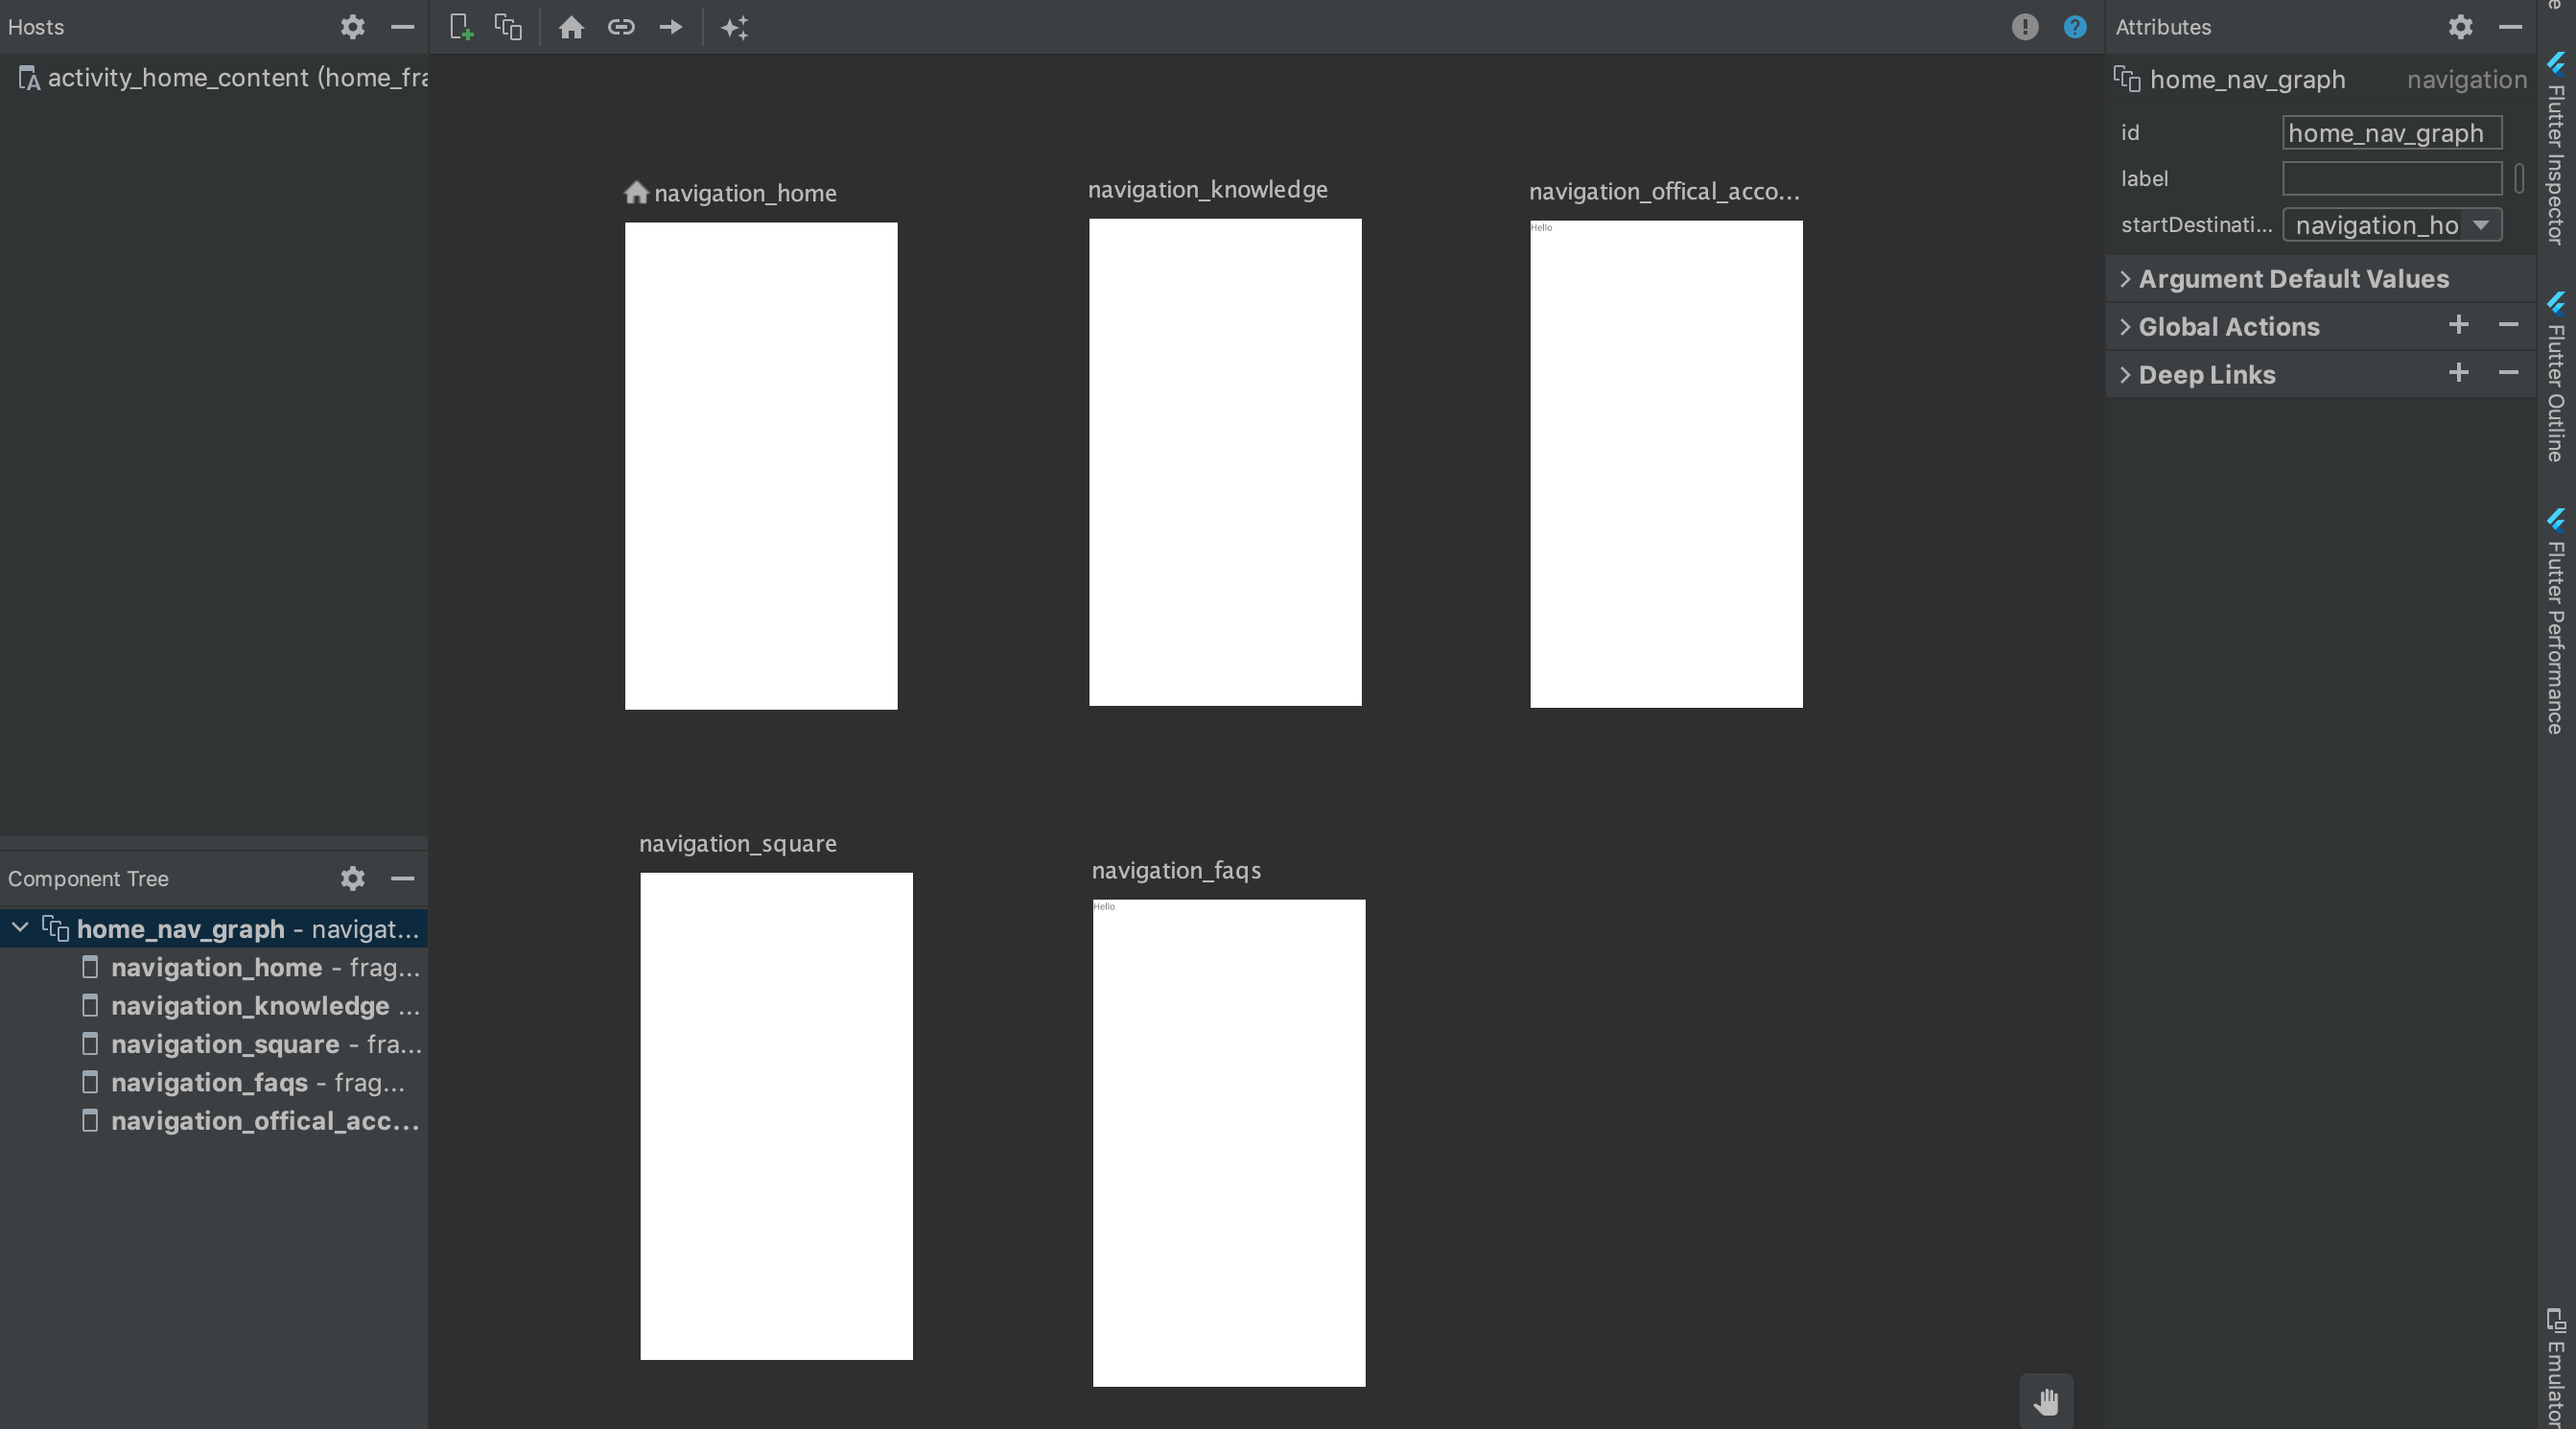 Hosts
activity_home_content (home_fra
Component Tree
home_nav_graph - navigat...
navigation_home - frag...
navigation_knowledge ...
navigation_square - fra...
navigation_faqs - frag...
navigation_offical_acc...
navigation_home
navigation_knowledge
navigation_offical_acco...
Hello
navigation_square
navigation_faqs
Hello
Attributes
home_nav_graph navigation
id home_nav_graph
label
startDestinati... navigation_ho
Argument Default Values
Global Actions
Deep Links
Flutter Inspector
Flutter Outline
Flutter Performance
Emulator